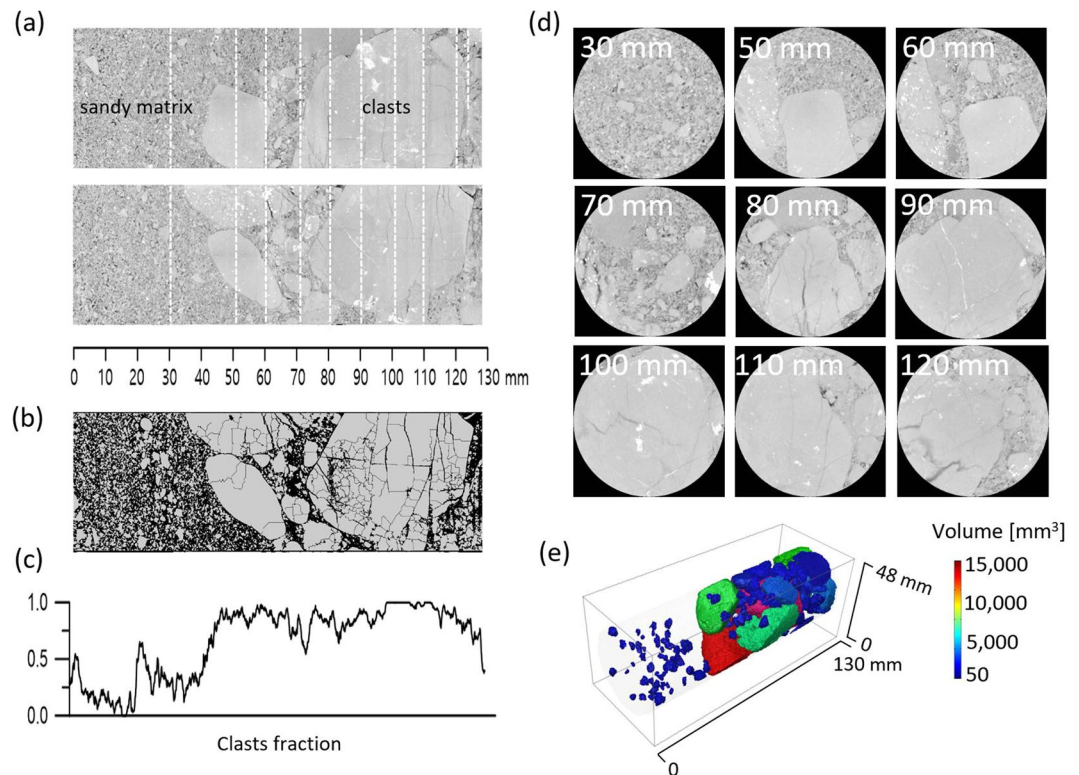 (a)
sandy matrix
clasts
0 10 20 30 40 50 60 70 80 90 100 110 120 130 mm
(b)
(c)
1.0
0.5
0.0
Clasts fraction
(d)
30 mm
50 mm
60 mm
70 mm
80 mm
90 mm
100 mm
110 mm
120 mm
(e)
48 mm
0
130 mm
0
Volume [mm³]
15,000
10,000
5,000
50